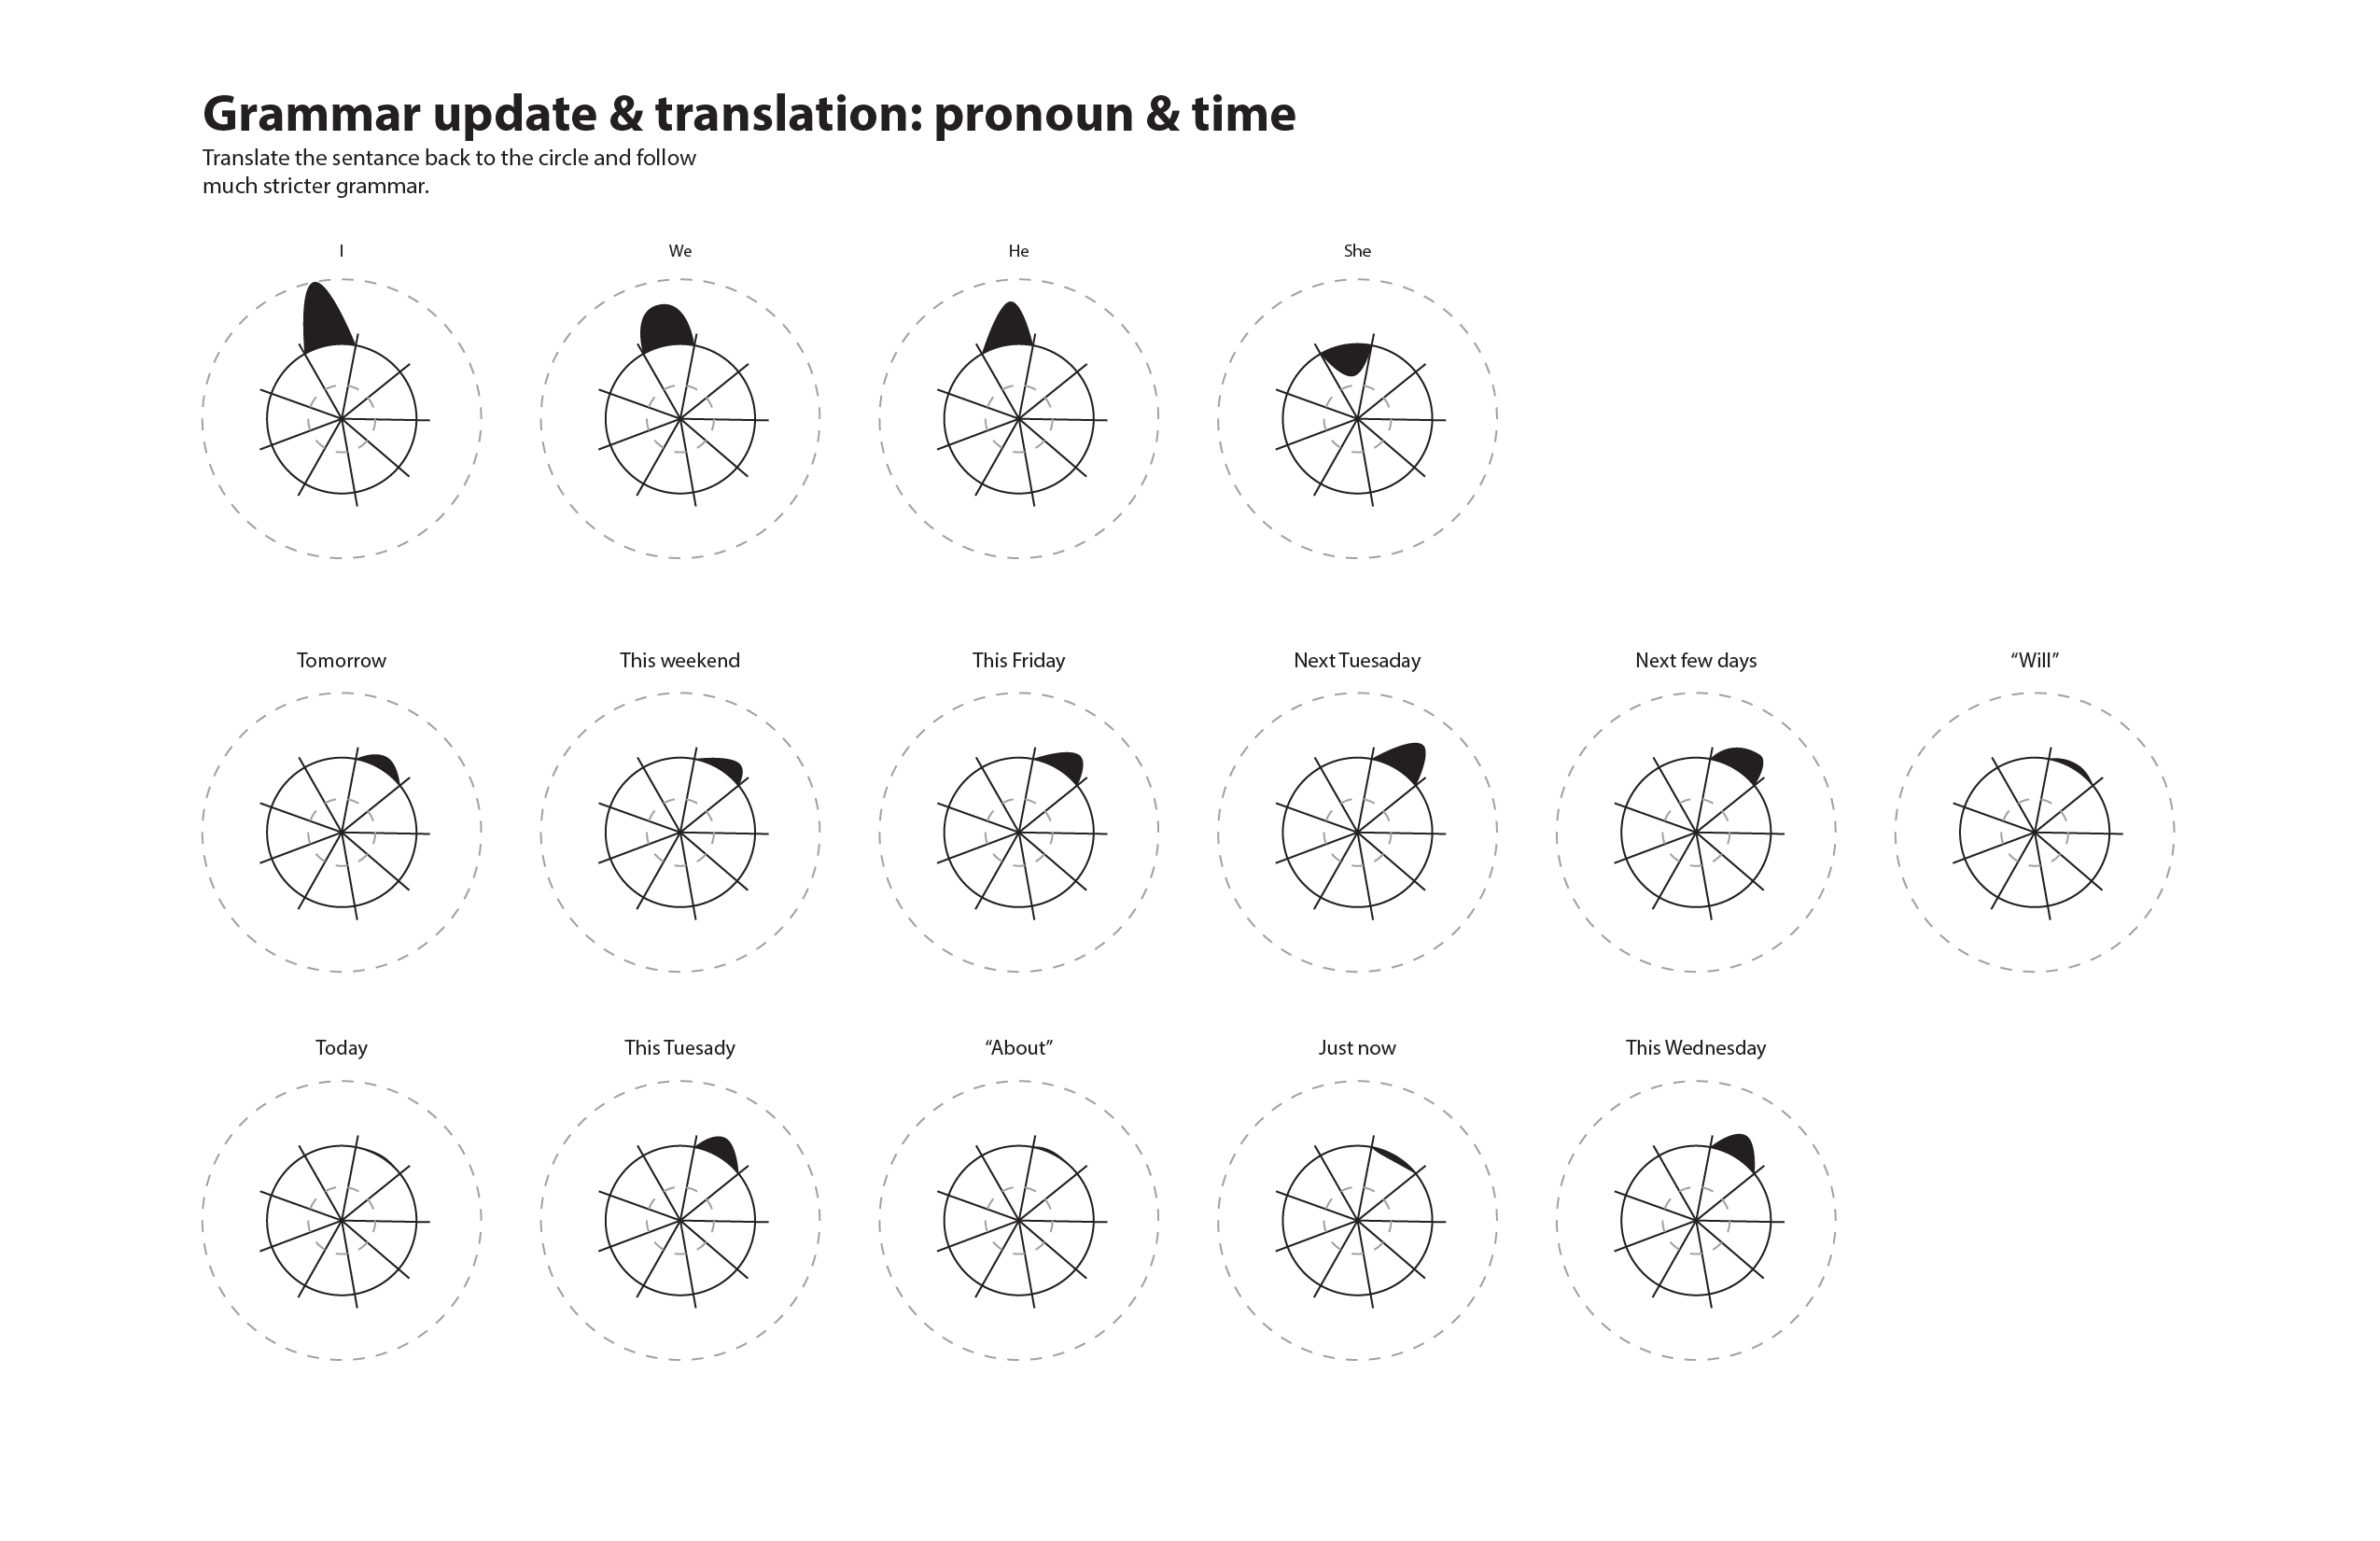 Grammar update & translation: pronoun & time
Translate the sentance back to the circle and follow
much stricter grammar.
I
We
He
She
Tomorrow
This weekend
This Friday
Next Tuesaday
Next few days
“Will”
Today
This Tuesady
“About”
Just now
This Wednesday